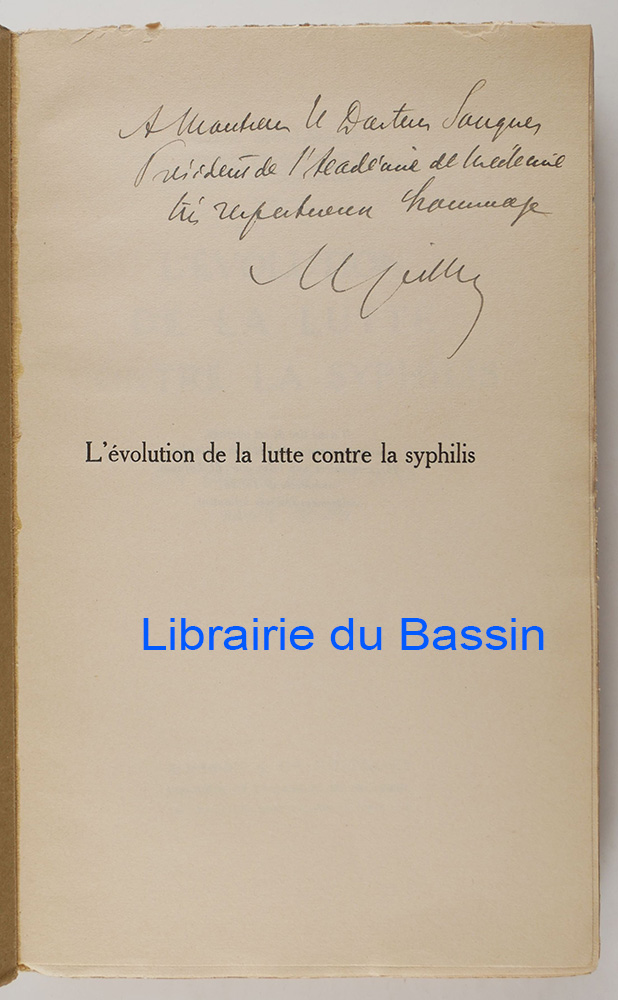 A Monsieur le Docteur Souques
Président de l'Académie de Médecine
très respectueux hommage
L'évolution de la lutte contre la syphilis
Librairie du Bassin